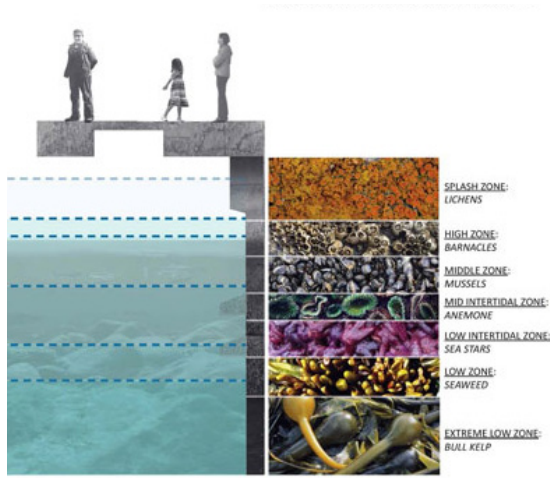 SPLASH ZONE:
LICHENS
HIGH ZONE:
BARNACLES
MIDDLE ZONE:
MUSSELS
MID INTERTIDAL ZONE:
ANEMONE
LOW INTERTIDAL ZONE:
SEA STARS
LOW ZONE:
SEAWEED
EXTREME LOW ZONE:
BULL KELP